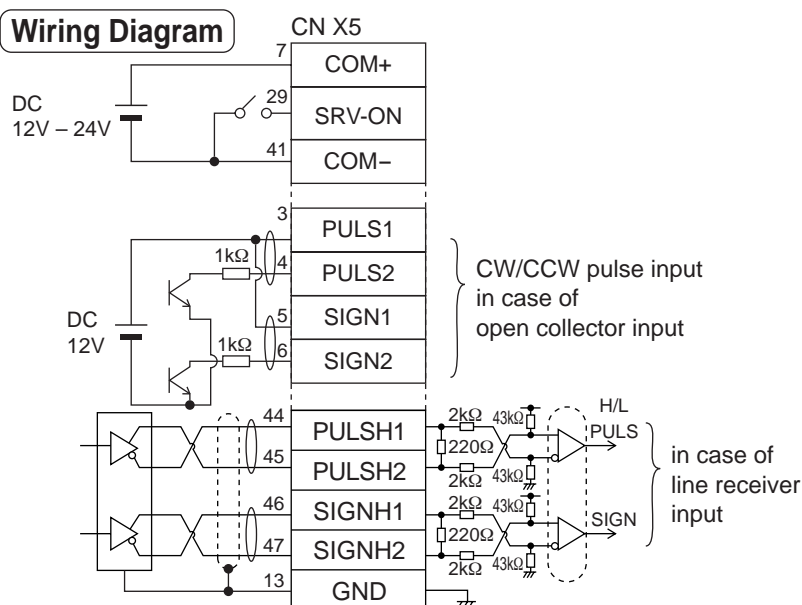 Wiring Diagram
CN X5
7
COM+
DC
12V – 24V
29
SRV-ON
41
COM−
3
PULS1
1kΩ
4
PULS2
CW/CCW pulse input
in case of
open collector input
DC
12V
5
SIGN1
1kΩ
6
SIGN2
44
PULSH1
2kΩ
43kΩ
H/L
PULS
220Ω
45
PULSH2
2kΩ
43kΩ
in case of
line receiver
input
46
SIGNH1
2kΩ
43kΩ
SIGN
220Ω
47
SIGNH2
2kΩ
43kΩ
13
GND